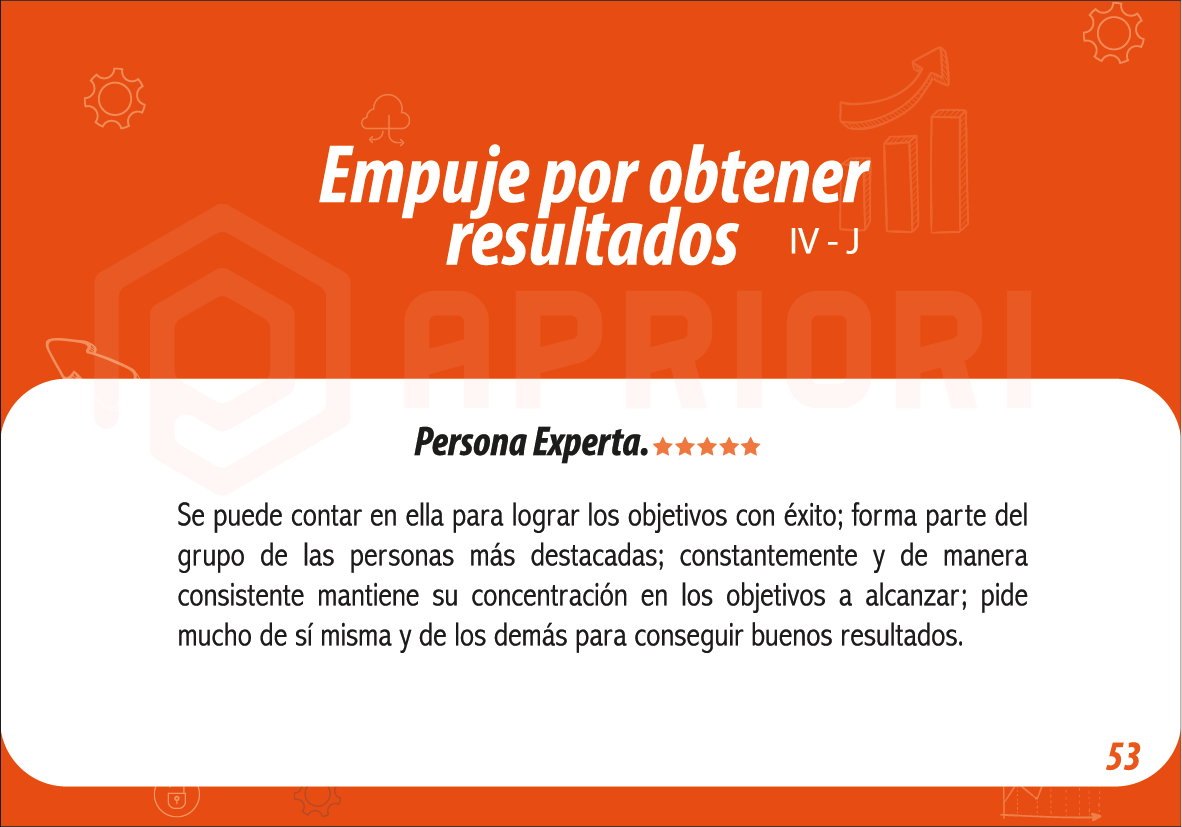 Empuje por obtener
resultados IV - J
APRIORI
Persona Experta.
Se puede contar en ella para lograr los objetivos con éxito; forma parte del
grupo de las personas más destacadas; constantemente y de manera
consistente mantiene su concentración en los objetivos a alcanzar; pide
mucho de sí misma y de los demás para conseguir buenos resultados.
53